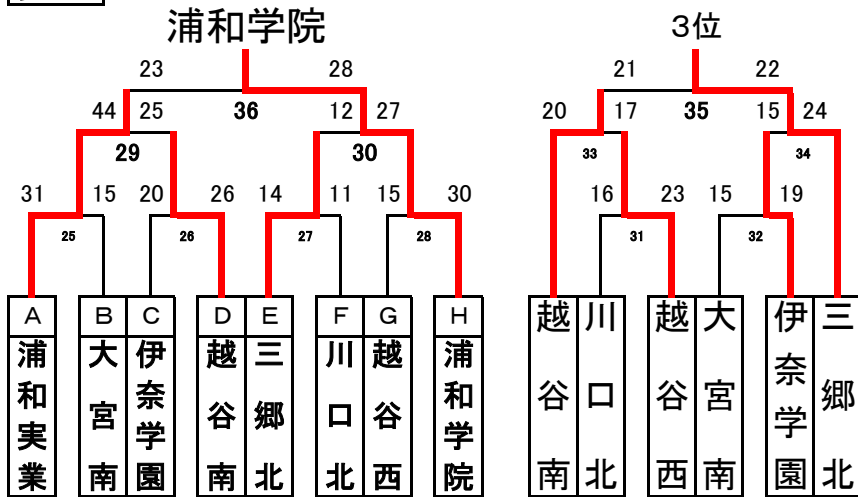 浦和学院 3位
23 28 21 22
44 25 36 12 27 20 17 35 15 24
29 30 33 34
31 15 20 26 14 11 15 30 16 23 15 19
25 26 27 28 31 32
A B C D E F G H
浦和実業
大宮南
伊奈学園
越谷南
三郷北
川口北
越谷西
浦和学院
越谷南
川口北
越谷西
大宮南
伊奈学園
三郷北